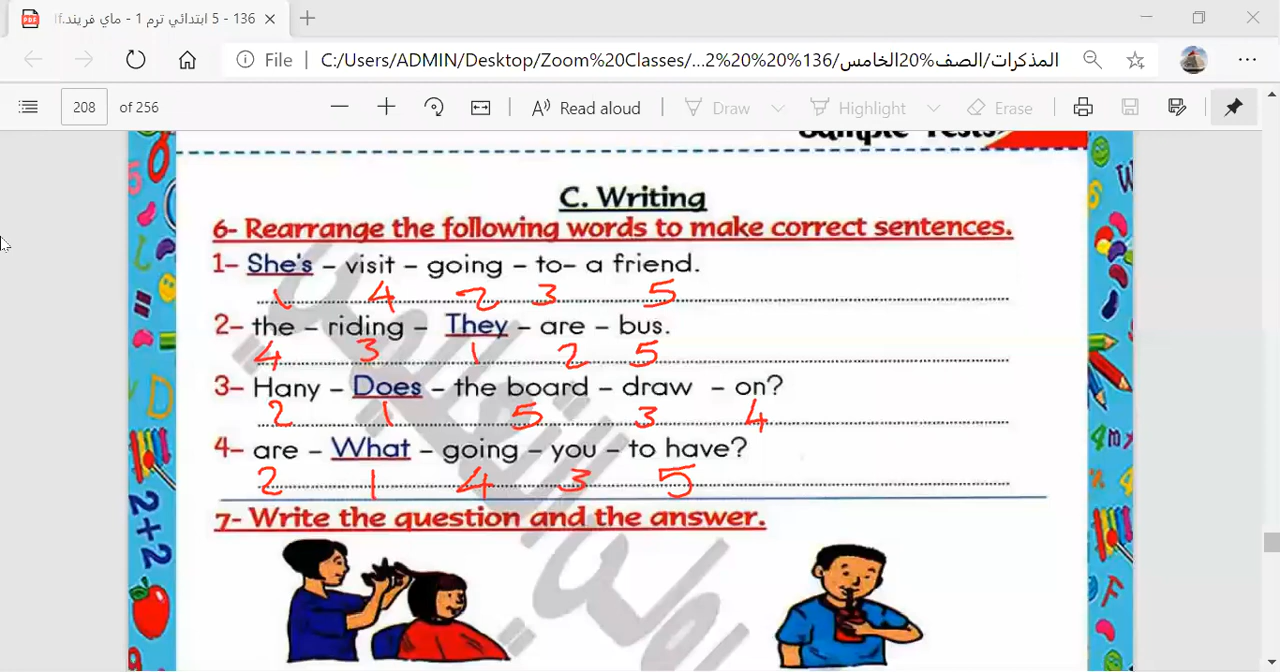 136 - 5 ابتدائي ترم 1 - ماي فريند.f
File C:/Users/ADMIN/Desktop/Zoom%20Classes/...2%20%20%136/المذكرات/الصف%20الخامس
208 of 256 Read aloud Draw Highlight Erase
Sample Tests
C. Writing
6- Rearrange the following words to make correct sentences.
1- She's - visit - going - to- a friend.
1 4 2 3 5
2- the - riding - They - are - bus.
4 3 1 2 5
3- Hany - Does - the board - draw - on?
2 1 5 3 4
4- are - What - going - you - to have?
2 1 4 3 5
7- Write the question and the answer.
2+2